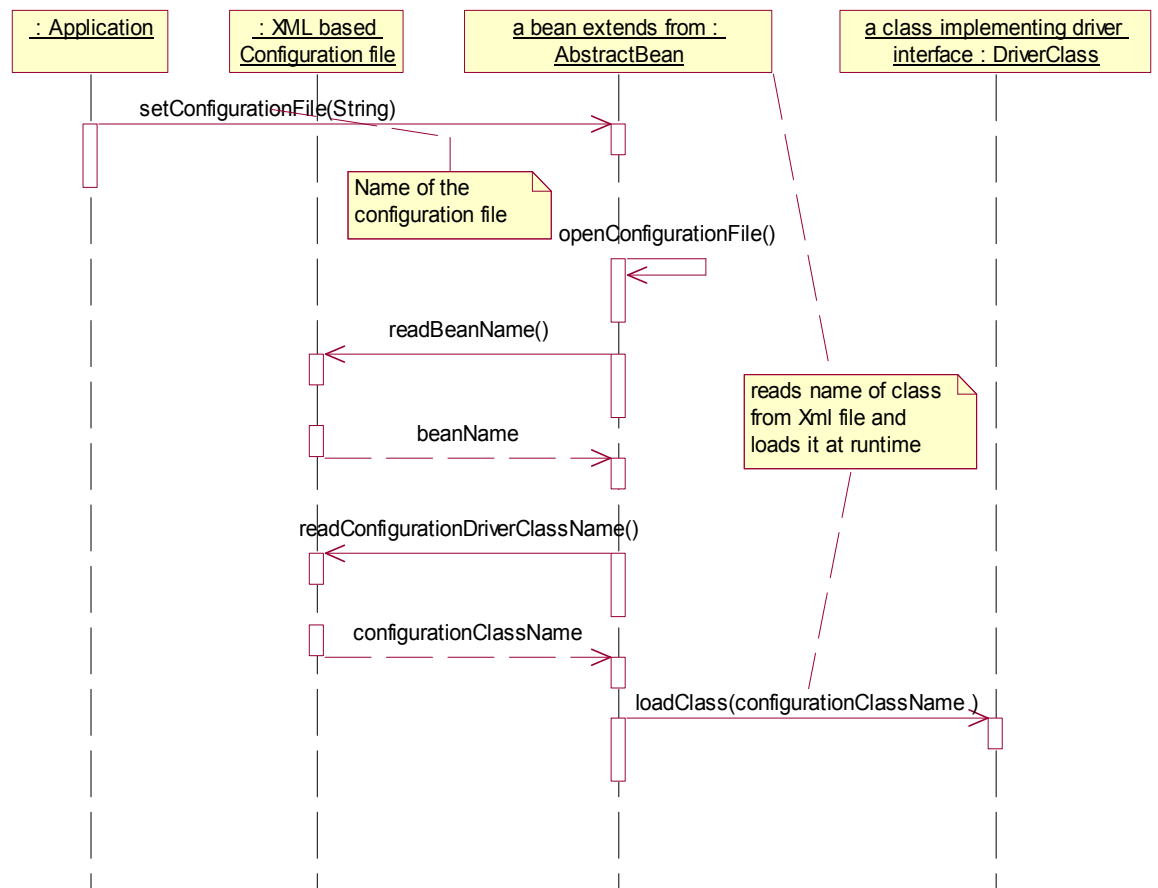 : Application
: XML based
Configuration file
a bean extends from :
AbstractBean
a class implementing driver
interface : DriverClass
setConfigurationFile(String)
Name of the
configuration file
openConfigurationFile()
readBeanName()
reads name of class
from Xml file and
loads it at runtime
beanName
readConfigurationDriverClassName()
configurationClassName
loadClass(configurationClassName )